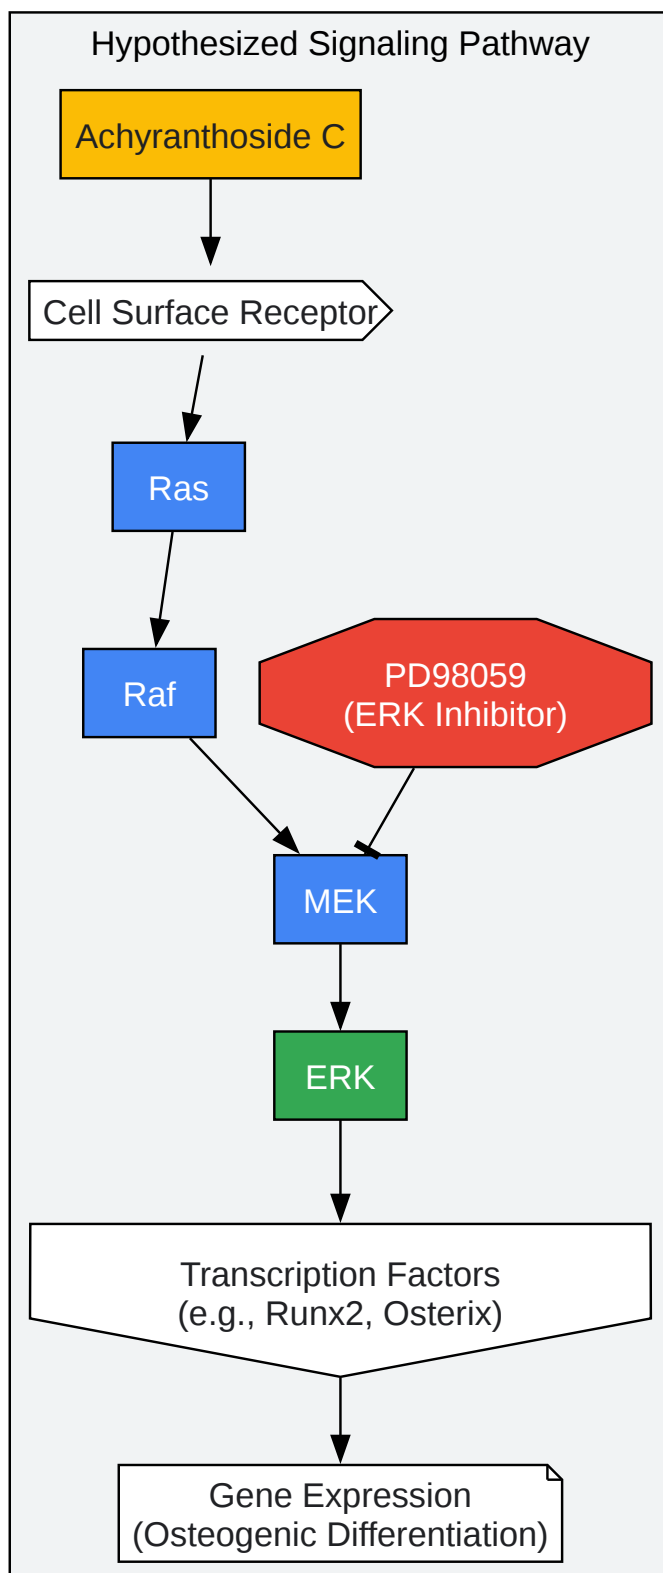 Hypothesized Signaling Pathway
Achyranthoside C
Cell Surface Receptor
Ras
Raf
PD98059
(ERK Inhibitor)
MEK
ERK
Transcription Factors
(e.g., Runx2, Osterix)
Gene Expression
(Osteogenic Differentiation)